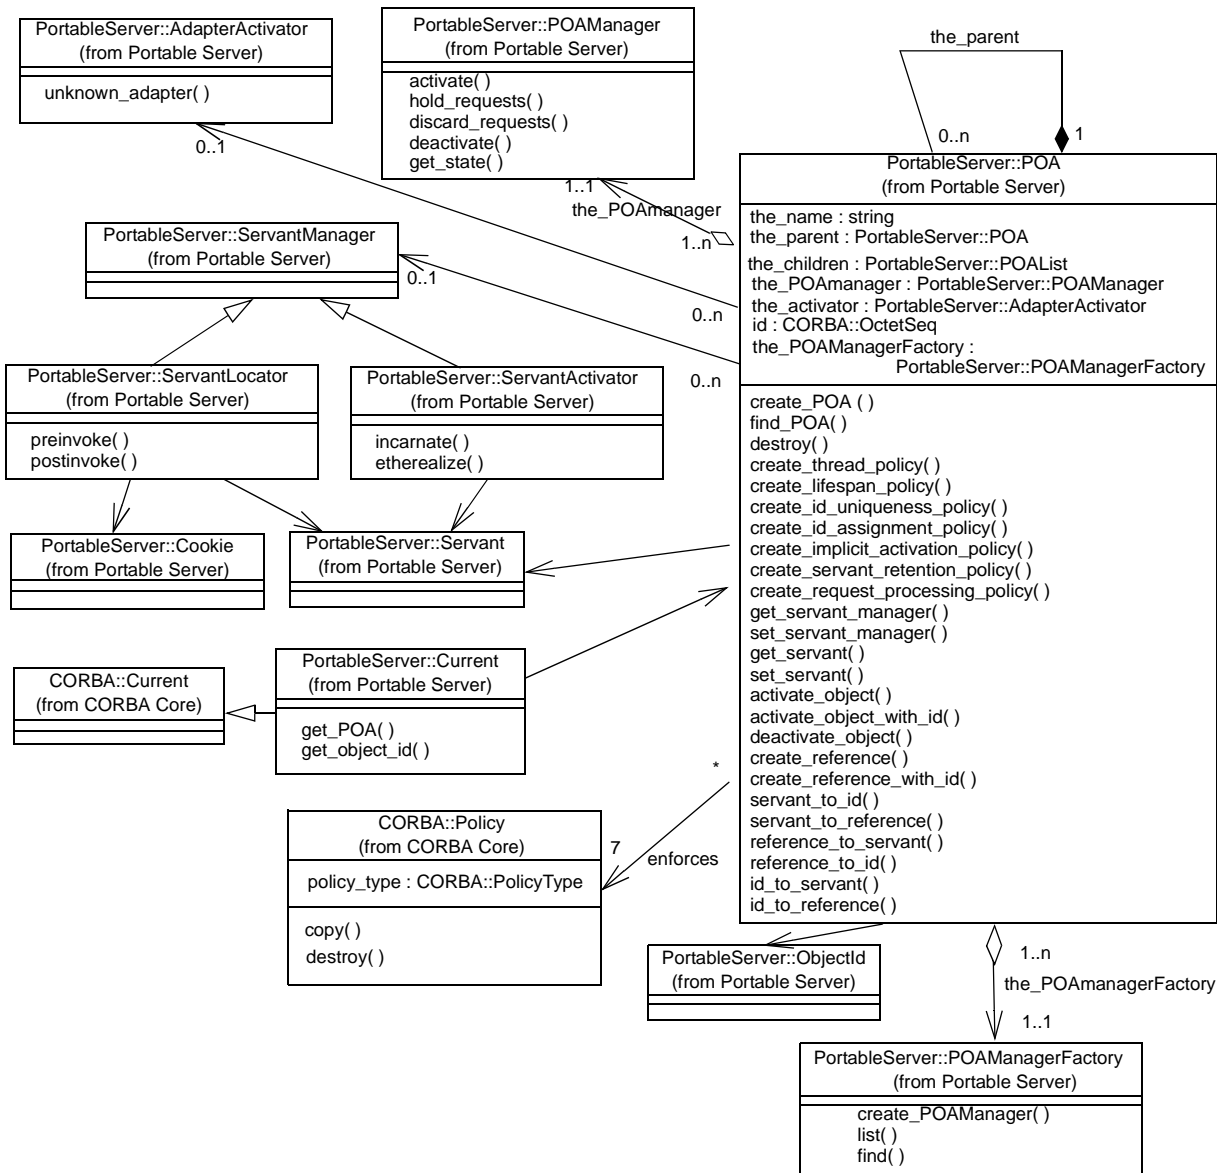 PortableServer::AdapterActivator
(from Portable Server)
unknown_adapter( )
0..1
PortableServer::POAManager
(from Portable Server)
activate( )
hold_requests( )
discard_requests( )
deactivate( )
get_state( )
1..1
the_POAmanager
1..n
the_parent
0..n
1
PortableServer::POA
(from Portable Server)
the_name : string
the_parent : PortableServer::POA
the_children : PortableServer::POAList
the_POAmanager : PortableServer::POAManager
the_activator : PortableServer::AdapterActivator
id : CORBA::OctetSeq
the_POAManagerFactory :
PortableServer::POAManagerFactory
create_POA ( )
find_POA( )
destroy( )
create_thread_policy( )
create_lifespan_policy( )
create_id_uniqueness_policy( )
create_id_assignment_policy( )
create_implicit_activation_policy( )
create_servant_retention_policy( )
create_request_processing_policy( )
get_servant_manager( )
set_servant_manager( )
get_servant( )
set_servant( )
activate_object( )
activate_object_with_id( )
deactivate_object( )
create_reference( )
create_reference_with_id( )
servant_to_id( )
servant_to_reference( )
reference_to_servant( )
reference_to_id( )
id_to_servant( )
id_to_reference( )
PortableServer::ServantManager
(from Portable Server)
0..1
0..n
0..n
PortableServer::ServantLocator
(from Portable Server)
preinvoke( )
postinvoke( )
PortableServer::ServantActivator
(from Portable Server)
incarnate( )
etherealize( )
PortableServer::Cookie
(from Portable Server)
PortableServer::Servant
(from Portable Server)
CORBA::Current
(from CORBA Core)
PortableServer::Current
(from Portable Server)
get_POA( )
get_object_id( )
*
7
enforces
CORBA::Policy
(from CORBA Core)
policy_type : CORBA::PolicyType
copy( )
destroy( )
PortableServer::ObjectId
(from Portable Server)
1..n
the_POAmanagerFactory
1..1
PortableServer::POAManagerFactory
(from Portable Server)
create_POAManager( )
list( )
find( )